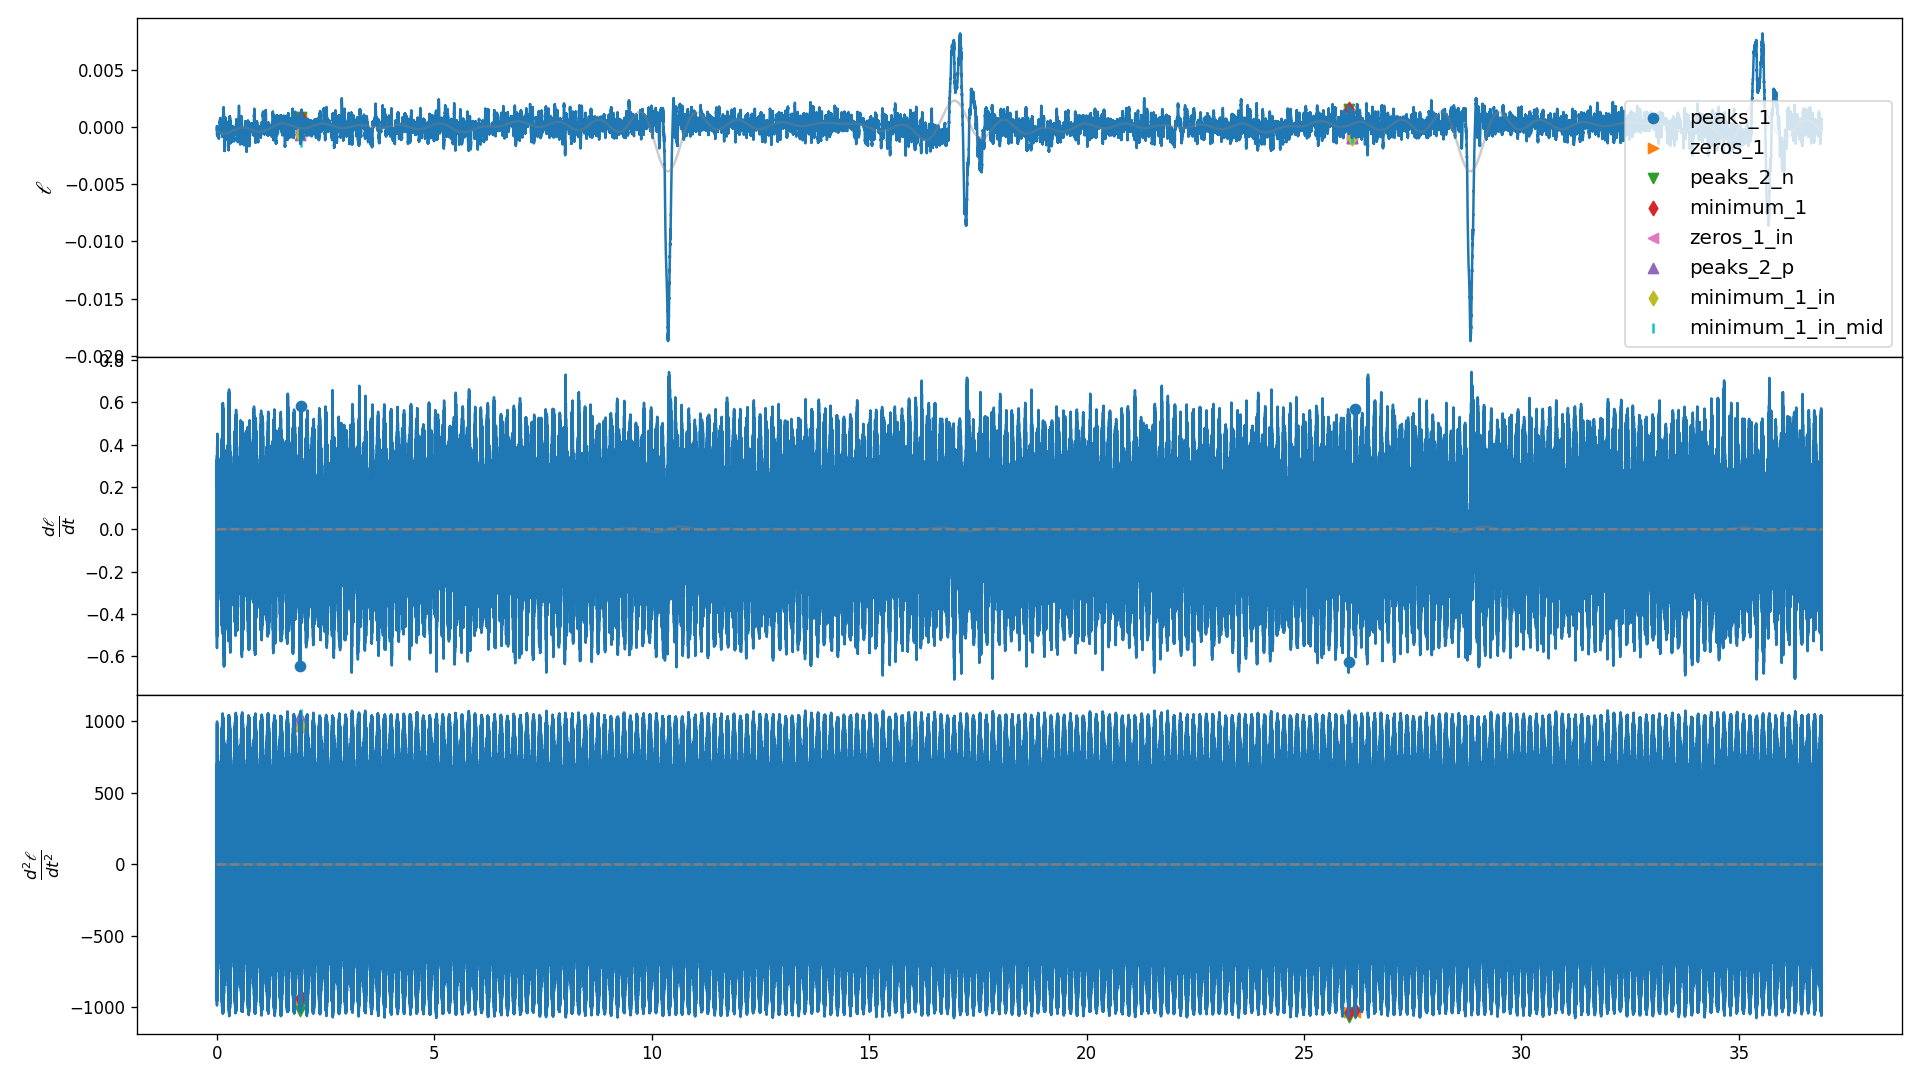 0.005
0.000
−0.005
−0.010
−0.015
−0.020
ℓ
peaks_1
zeros_1
peaks_2_n
minimum_1
zeros_1_in
peaks_2_p
minimum_1_in
minimum_1_in_mid
0.8
0.6
0.4
0.2
0.0
−0.2
−0.4
−0.6
dℓ
dt
1000
500
0
−500
−1000
d²ℓ
dt²
0 5 10 15 20 25 30 35